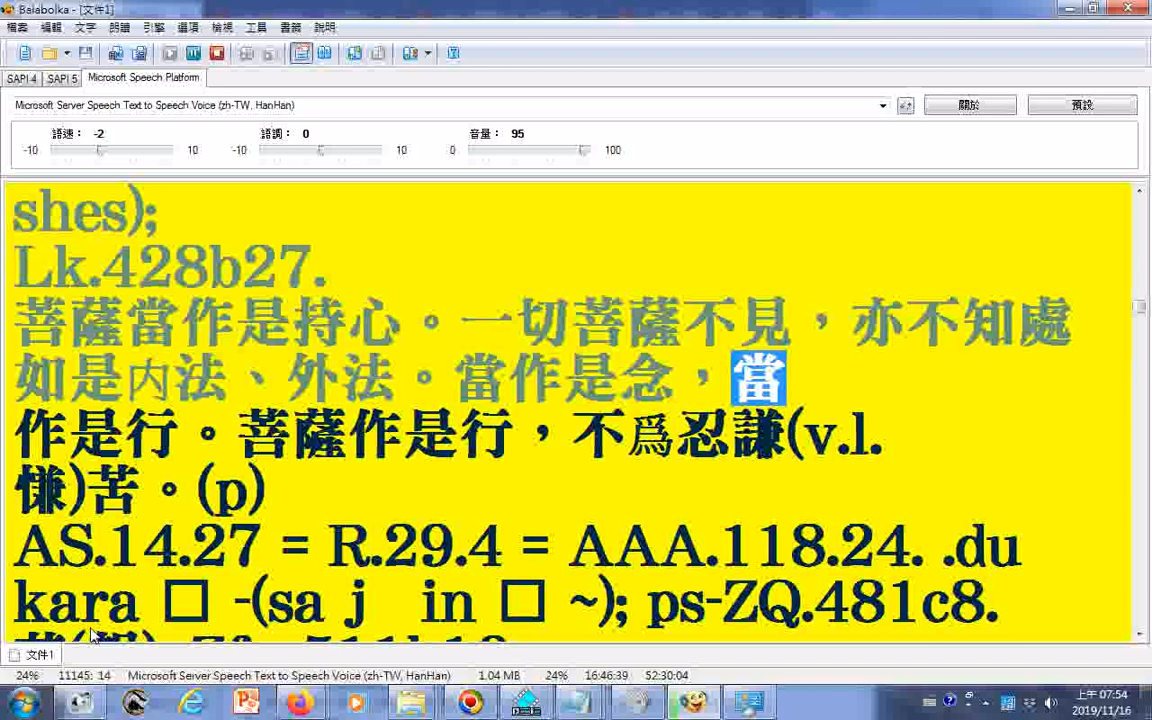 Balabolka - [文件1]
檔案 編輯 文字 朗讀 引擎 選項 檢視 工具 書籤 說明
SAPI 4 SAPI 5 Microsoft Speech Platform
Microsoft Server Speech Text to Speech Voice (zh-TW, HanHan) 關於 預設
語速： -2 語調： 0 音量： 95
-10 10 -10 10 0 100
shes);
Lk.428b27.
菩薩當作是持心。一切菩薩不見，亦不知處
如是内法、外法。當作是念，當
作是行。菩薩作是行，不爲忍謙(v.l.
慊)苦。(p)
AS.14.27 = R.29.4 = AAA.118.24. .du
kara □ -(sa j in □ ~); ps-ZQ.481c8.
文件1
24% 11145: 14 Microsoft Server Speech Text to Speech Voice (zh-TW, HanHan) 1.04 MB 24% 16:46:39 52:30:04
上午 07:54
2019/11/16